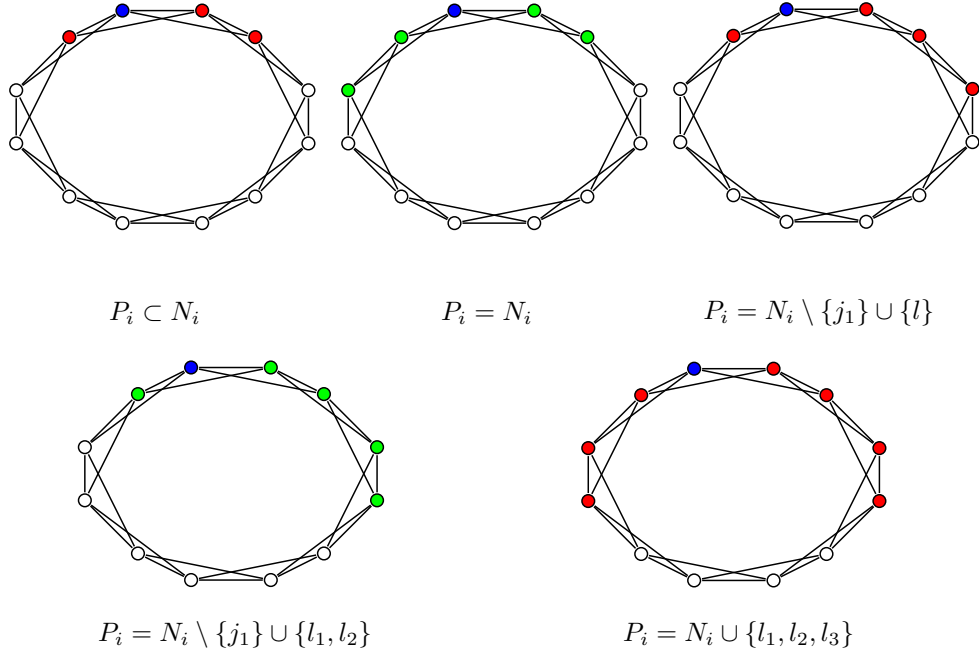 P_i ⊂ N_i
P_i = N_i
P_i = N_i \ {j_1} ∪ {l}
P_i = N_i \ {j_1} ∪ {l_1, l_2}
P_i = N_i ∪ {l_1, l_2, l_3}